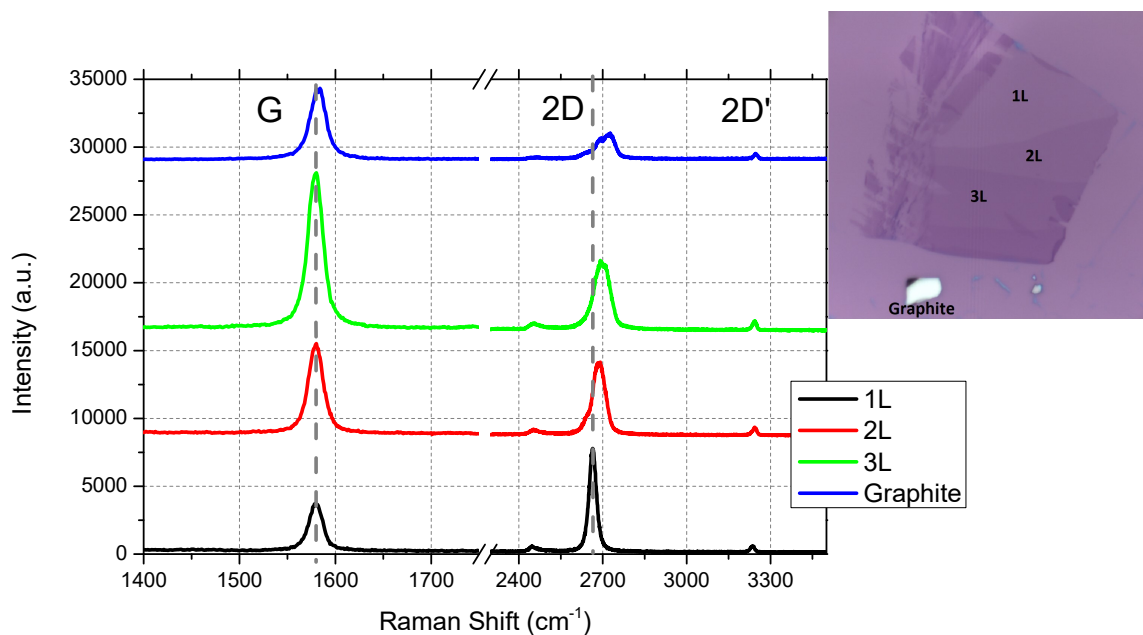 G
2D
2D'
35000
30000
25000
20000
15000
10000
5000
0
Intensity (a.u.)
1400
1500
1600
1700
2400
2700
3000
3300
Raman Shift (cm⁻¹)
1L
2L
3L
Graphite
1L
2L
3L
Graphite